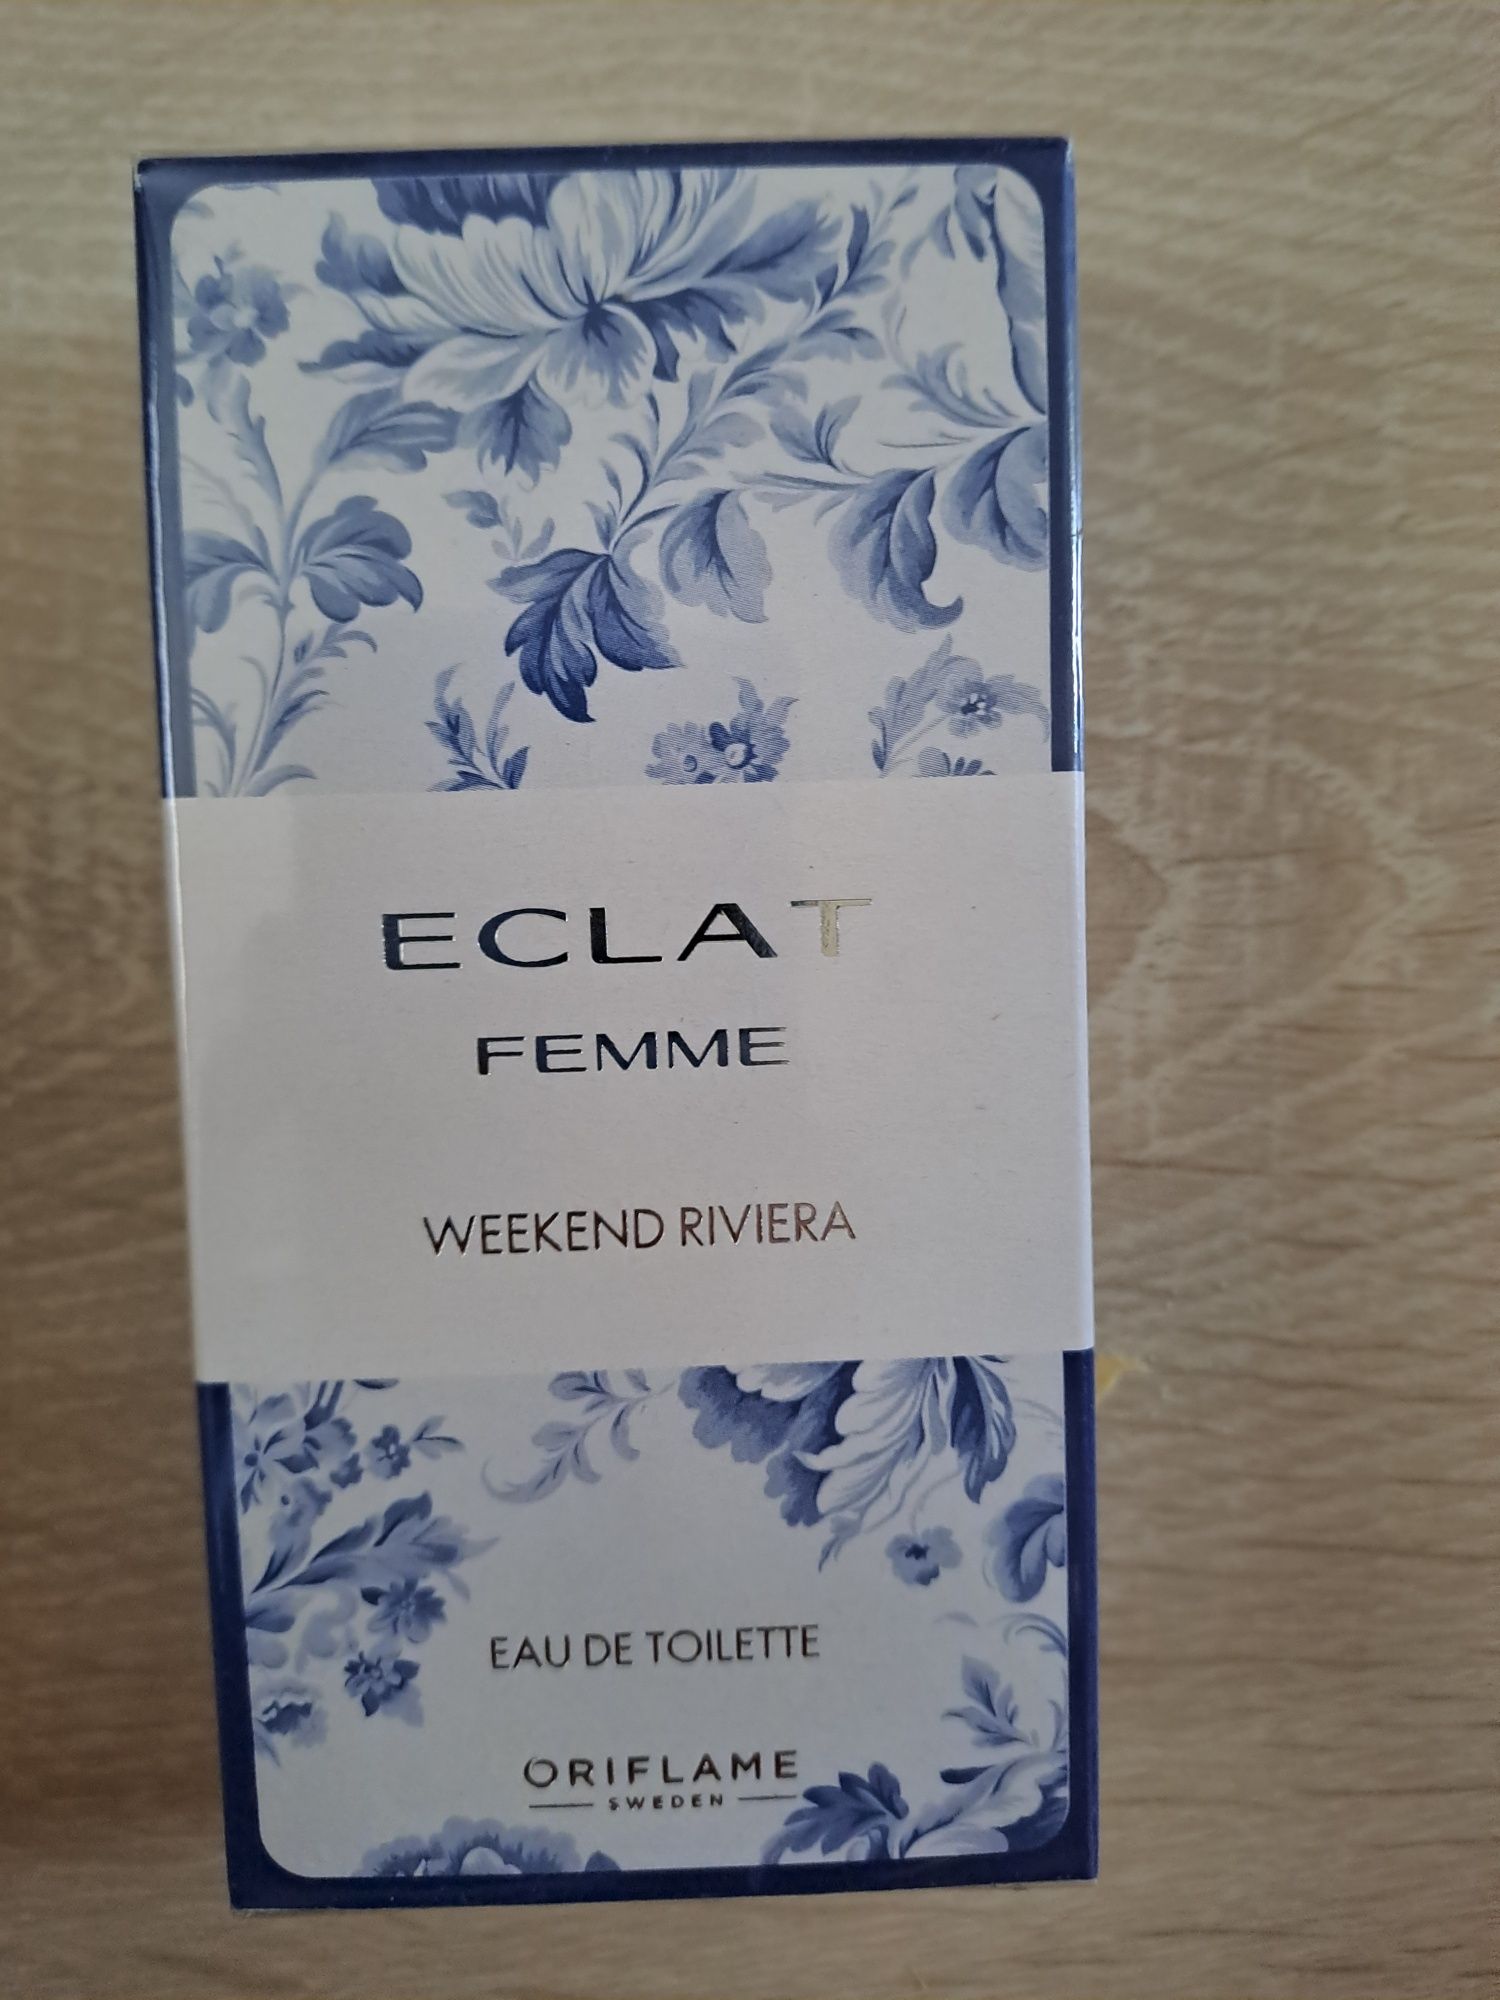 ECLAT
FEMME
WEEKEND RIVIERA
EAU DE TOILETTE
ORIFLAME
SWEDEN